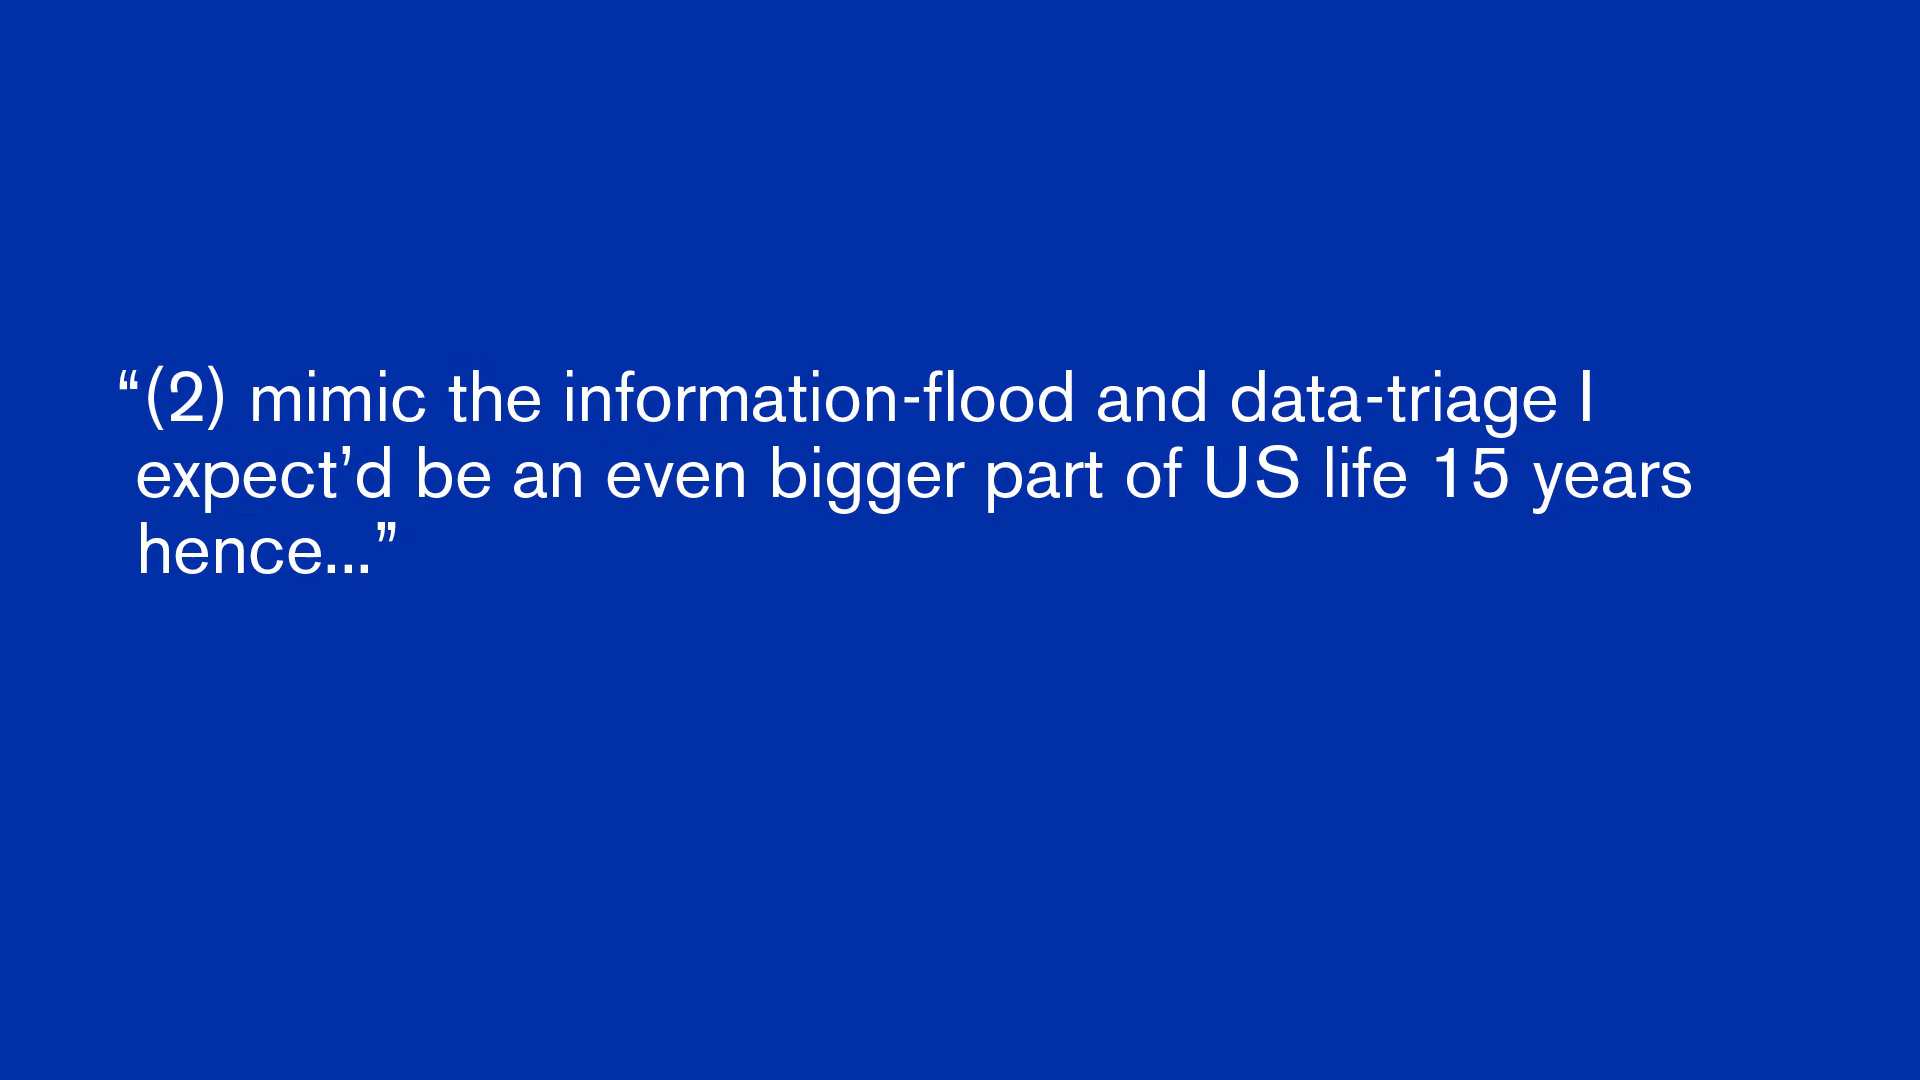 “(2) mimic the information-flood and data-triage I
expect’d be an even bigger part of US life 15 years
hence...”